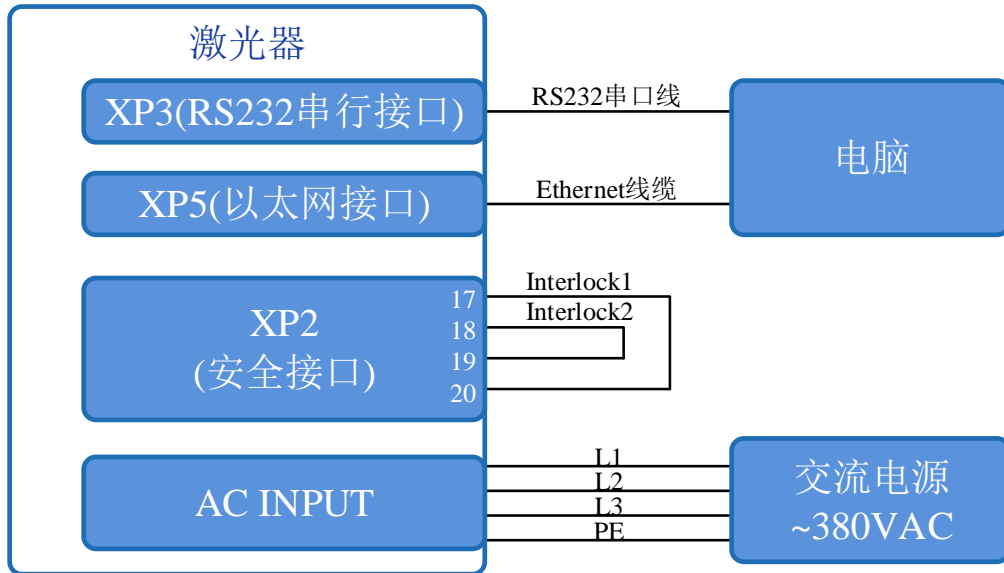 激光器
XP3(RS232串行接口)
RS232串口线
电脑
XP5(以太网接口)
Ethernet线缆
XP2
(安全接口)
17
18
19
20
Interlock1
Interlock2
AC INPUT
L1
L2
L3
PE
交流电源
~380VAC